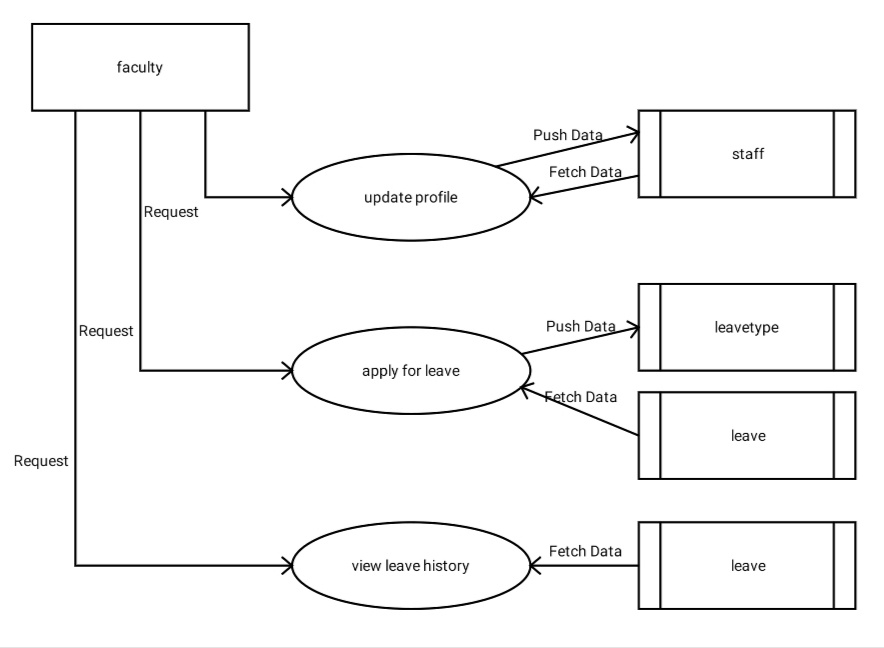 faculty
Push Data
staff
Fetch Data
update profile
Request
Push Data
leavetype
Request
apply for leave
Fetch Data
leave
Request
Fetch Data
view leave history
leave